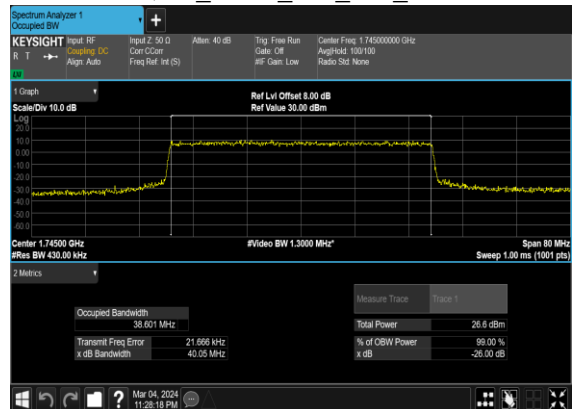 Spectrum Analyzer 1
Occupied BW
KEYSIGHT
R T
LW
Input: RF
Coupling: DC
Align: Auto
Input Z: 50 Ω
Corr CCorr
Freq Ref: Int (S)
Atten: 40 dB
Trig: Free Run
Gate: Off
#IF Gain: Low
Center Freq: 1.745000000 GHz
Avg|Hold: 100/100
Radio Std: None
1 Graph
Scale/Div 10.0 dB
Ref Lvl Offset 8.00 dB
Ref Value 30.00 dBm
Log
20.0
10.0
0.00
-10.0
-20.0
-30.0
-40.0
-50.0
-60.0
Center 1.74500 GHz
#Res BW 430.00 kHz
#Video BW 1.3000 MHz*
Span 80 MHz
Sweep 1.00 ms (1001 pts)
2 Metrics
Measure Trace Trace 1
Occupied Bandwidth
38.601 MHz
Total Power 26.6 dBm
Transmit Freq Error 21.666 kHz
x dB Bandwidth 40.05 MHz
% of OBW Power 99.00 %
x dB -26.00 dB
?
Mar 04, 2024
11:28:18 PM